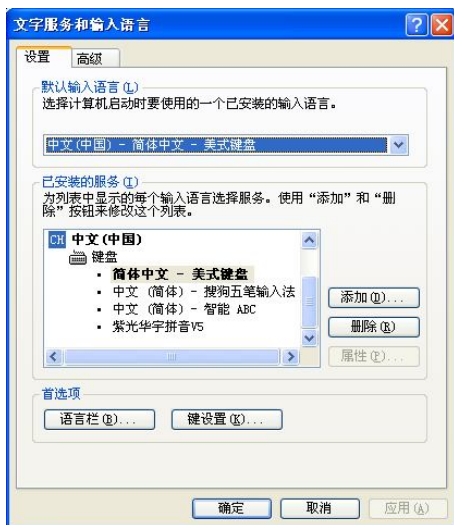 文字服务和输入语言
设置
高级
默认输入语言(L)
选择计算机启动时要使用的一个已安装的输入语言。
中文(中国) - 简体中文 - 美式键盘
已安装的服务(I)
为列表中显示的每个输入语言选择服务。使用“添加”和“删
除”按钮来修改这个列表。
CH 中文(中国)
键盘
· 简体中文 - 美式键盘
· 中文 (简体) - 搜狗五笔输入法
· 中文 (简体) - 智能 ABC
· 紫光华宇拼音V5
添加(D)...
删除(R)
属性(P)...
首选项
语言栏(B)...
键设置(K)...
确定
取消
应用(A)